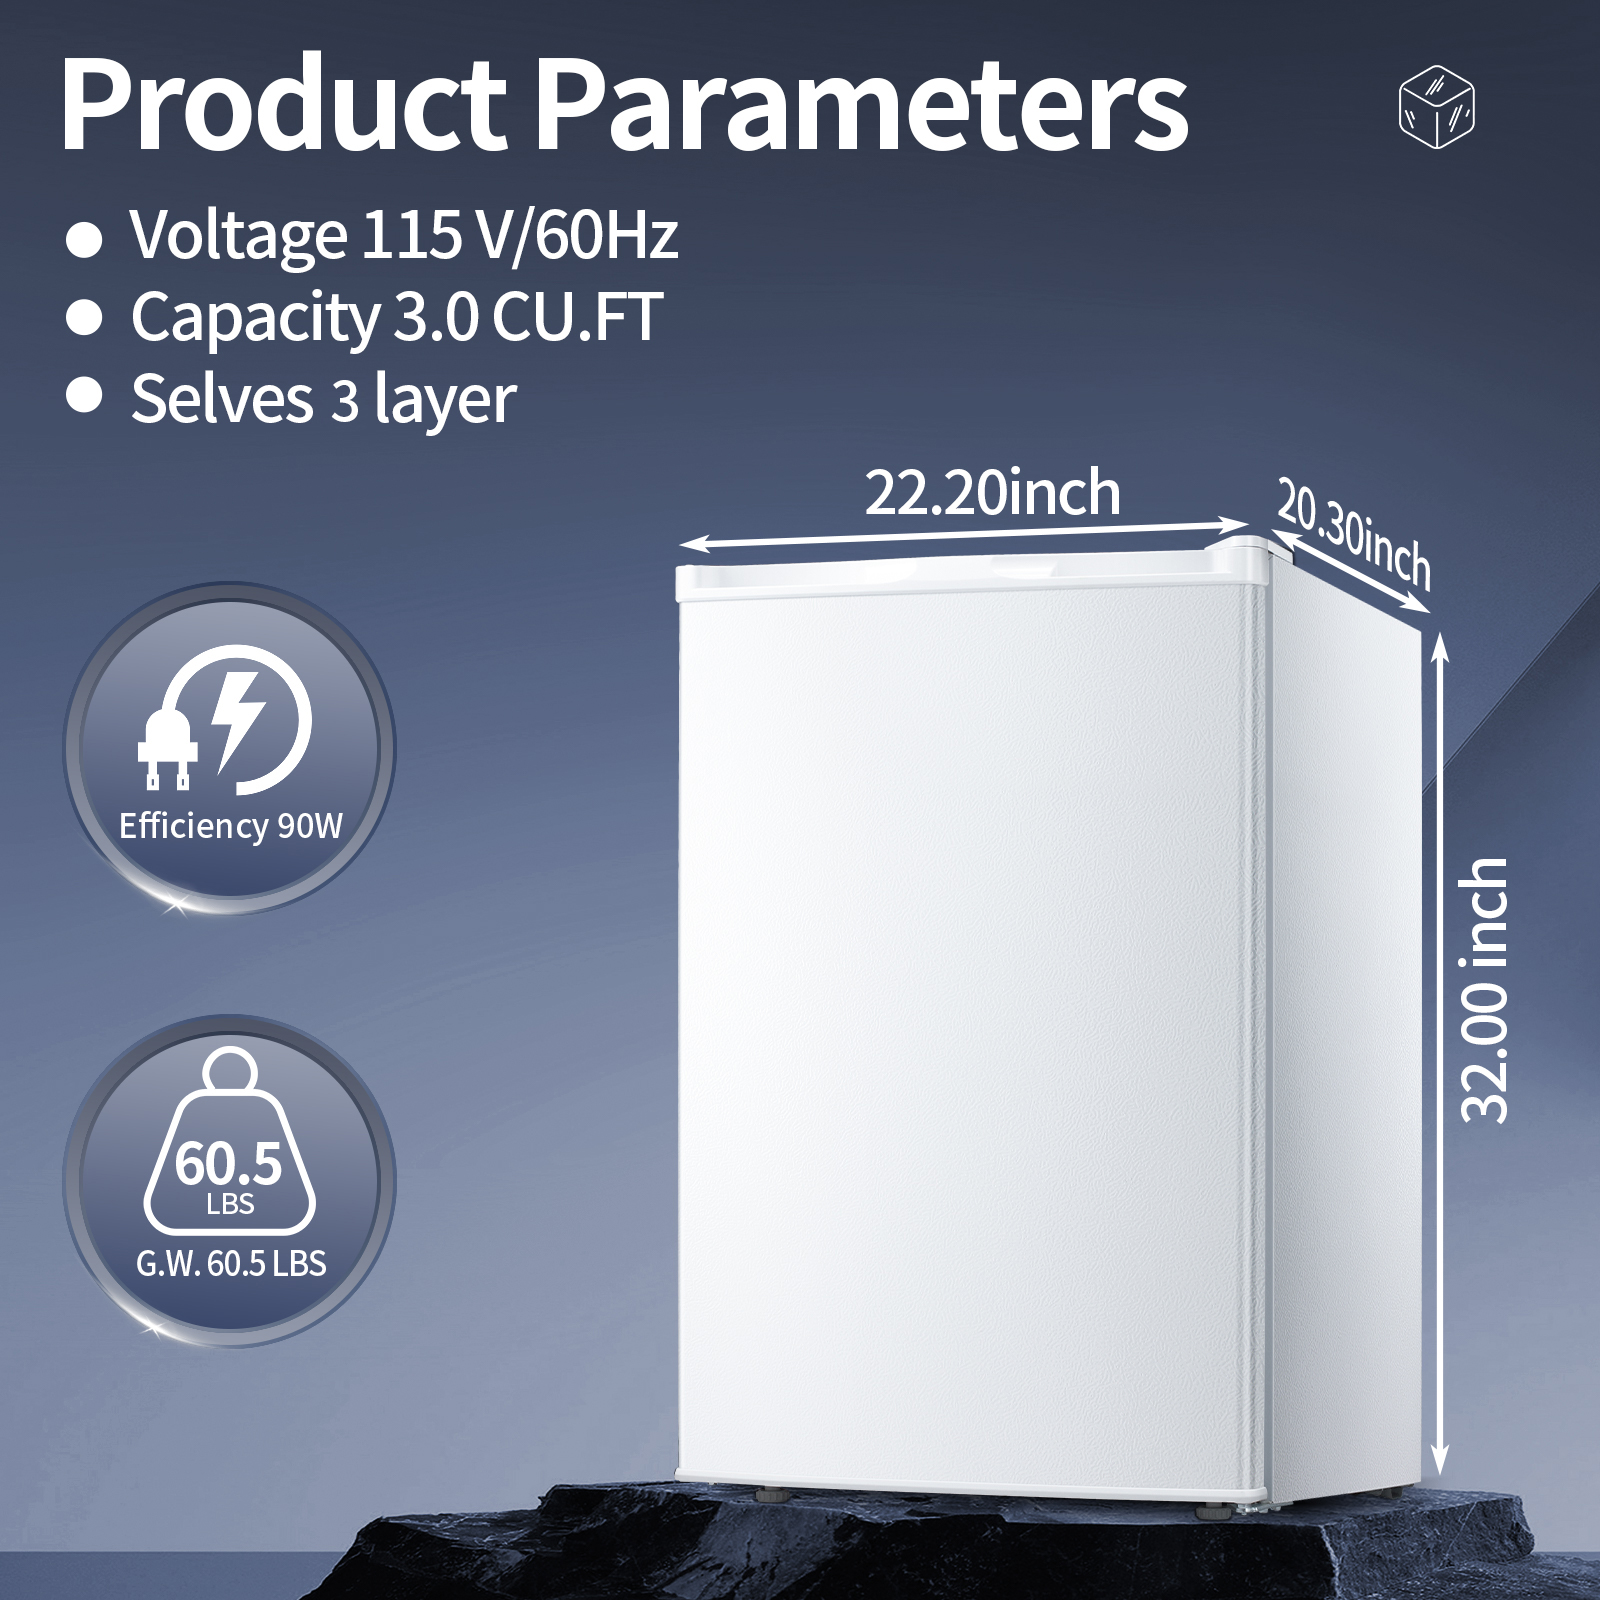 Product Parameters
Voltage 115 V/60Hz
Capacity 3.0 CU.FT
Selves 3 layer
22.20inch
20.30inch
32.00 inch
Efficiency 90W
60.5
LBS
G.W. 60.5 LBS